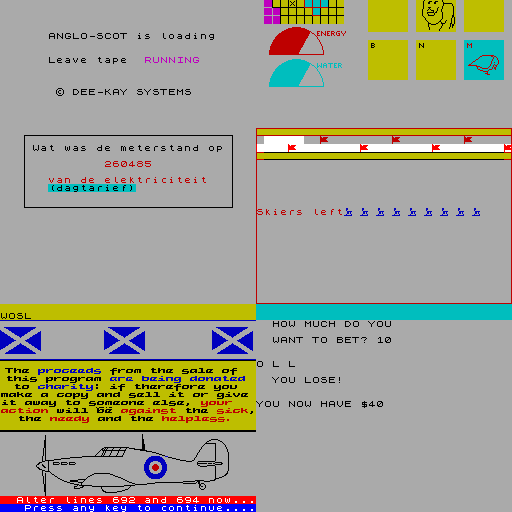 ANGLO-SCOT is loading
Leave tape RUNNING
© DEE-KAY SYSTEMS
ENERGY
WATER
B
N
M
Wat was de meterstand op
260485
van de elektriciteit
(dagtarief)
Skiers left
WOSL
The proceeds from the sale of
this program are being donated
to charity: if therefore you
make a copy and sell it or give
it away to someone else, your
action will be against the sick,
the needy and the helpless.
Alter lines 692 and 694 now...
Press any key to continue....
HOW MUCH DO YOU
WANT TO BET? 10
O L L
YOU LOSE!
YOU NOW HAVE $40